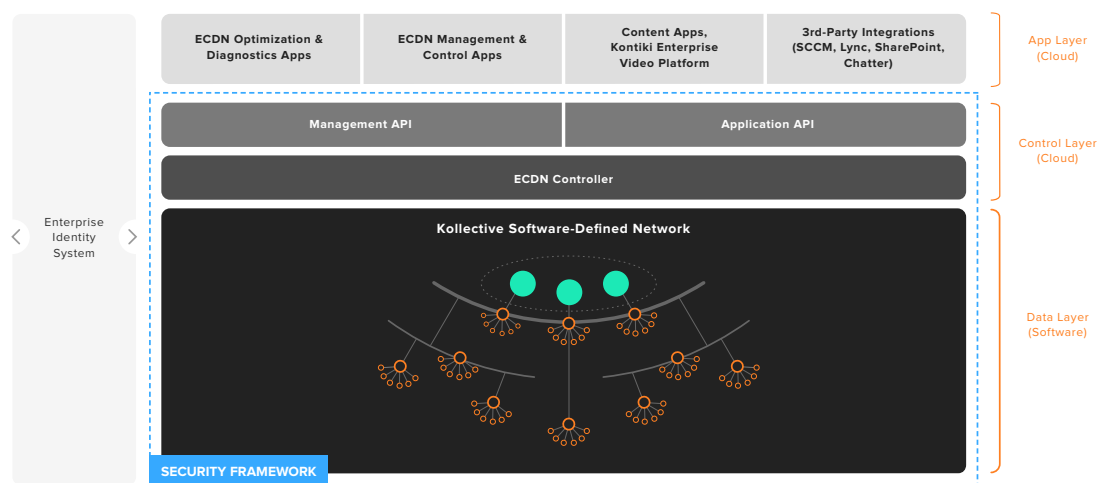 ECDN Optimization &
Diagnostics Apps
ECDN Management &
Control Apps
Content Apps,
Kontiki Enterprise
Video Platform
3rd-Party Integrations
(SCCM, Lync, SharePoint,
Chatter)
App Layer
(Cloud)
Management API
Application API
Control Layer
(Cloud)
ECDN Controller
Enterprise
Identity
System
Kollective Software-Defined Network
Data Layer
(Software)
SECURITY FRAMEWORK